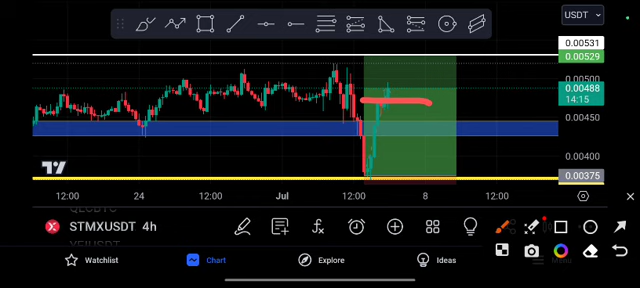 USDT
0.00531
0.00529
0.00500
0.00488
14:15
0.00450
0.00400
0.00375
12:00
24
12:00
Jul
12:00
8
12:00
STMXUSDT 4h
Watchlist
Chart
Explore
Ideas
Menu